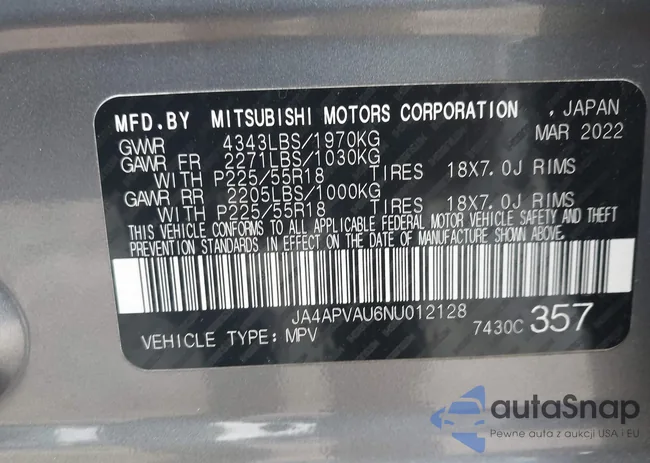 MFD.BY MITSUBISHI MOTORS CORPORATION , JAPAN
MAR 2022
GVWR 4343LBS/1970KG
GAWR FR 2271LBS/1030KG
WITH P225/55R18 TIRES 18X7.0J RIMS
GAWR RR 2205LBS/1000KG
WITH P225/55R18 TIRES 18X7.0J RIMS
THIS VEHICLE CONFORMS TO ALL APPLICABLE FEDERAL MOTOR VEHICLE SAFETY AND THEFT
PREVENTION STANDARDS IN EFFECT ON THE DATE OF MANUFACTURE SHOWN ABOVE.
JA4APVAU6NU012128
VEHICLE TYPE: MPV
7430C 357
autaSnap
Pewne auta z aukcji USA i EU